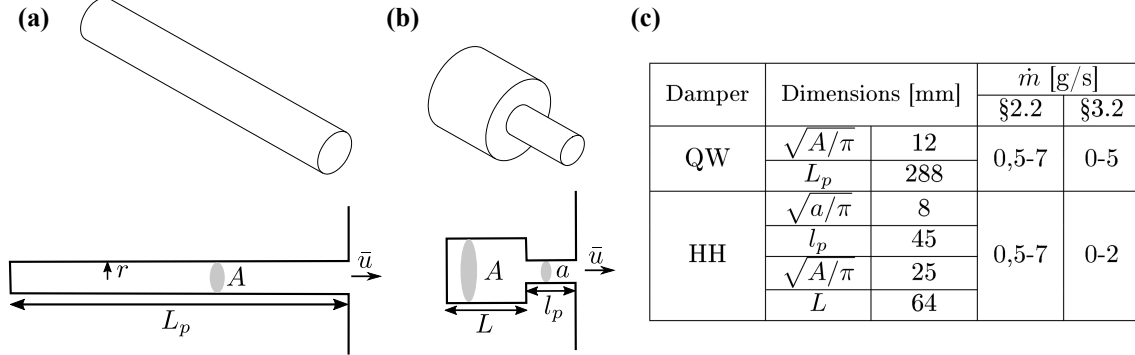 (a)
(b)
(c)
r
A
ū
L_p
A
a
ū
L
l_p
Damper Dimensions [mm] ṁ [g/s]
§2.2 §3.2
QW √A/π 12 0,5-7 0-5
L_p 288
HH √a/π 8 0,5-7 0-2
l_p 45
√A/π 25
L 64